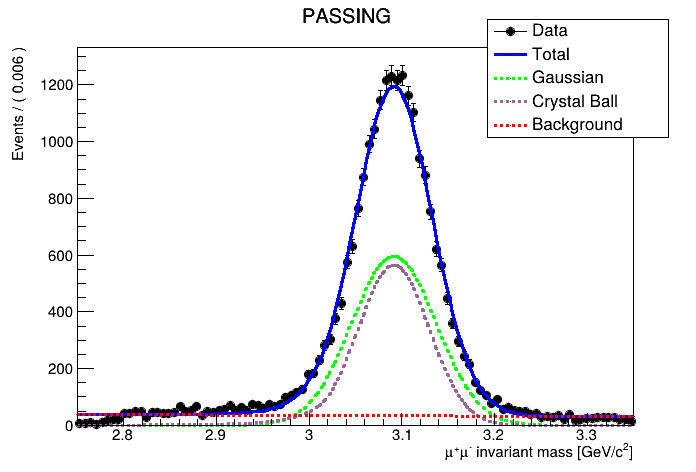 PASSING
Data
Total
Gaussian
Crystal Ball
Background
Events / ( 0.006 )
1200
1000
800
600
400
200
0
2.8 2.9 3 3.1 3.2 3.3
μ⁺μ⁻ invariant mass [GeV/c²]